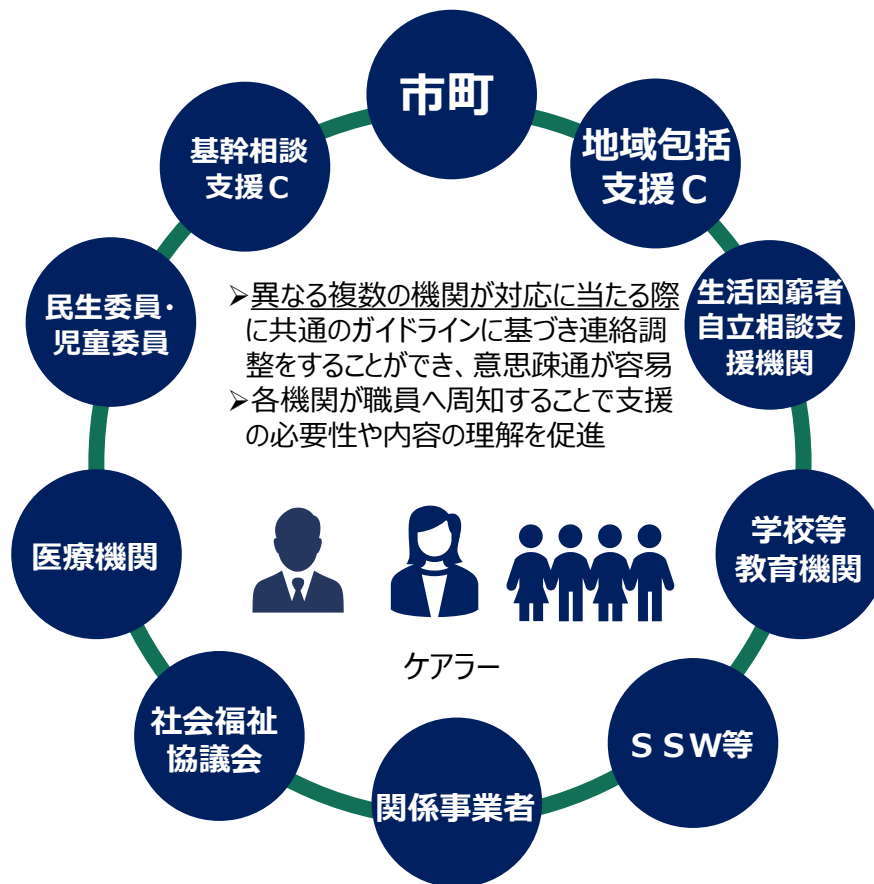 市町
地域包括
支援Ｃ
基幹相談
支援Ｃ
生活困窮者
自立相談支
援機関
民生委員・
児童委員
➢異なる複数の機関が対応に当たる際
に共通のガイドラインに基づき連絡調
整をすることができ、意思疎通が容易
➢各機関が職員へ周知することで支援
の必要性や内容の理解を促進
学校等
教育機関
医療機関
ケアラー
ＳＳＷ等
社会福祉
協議会
関係事業者